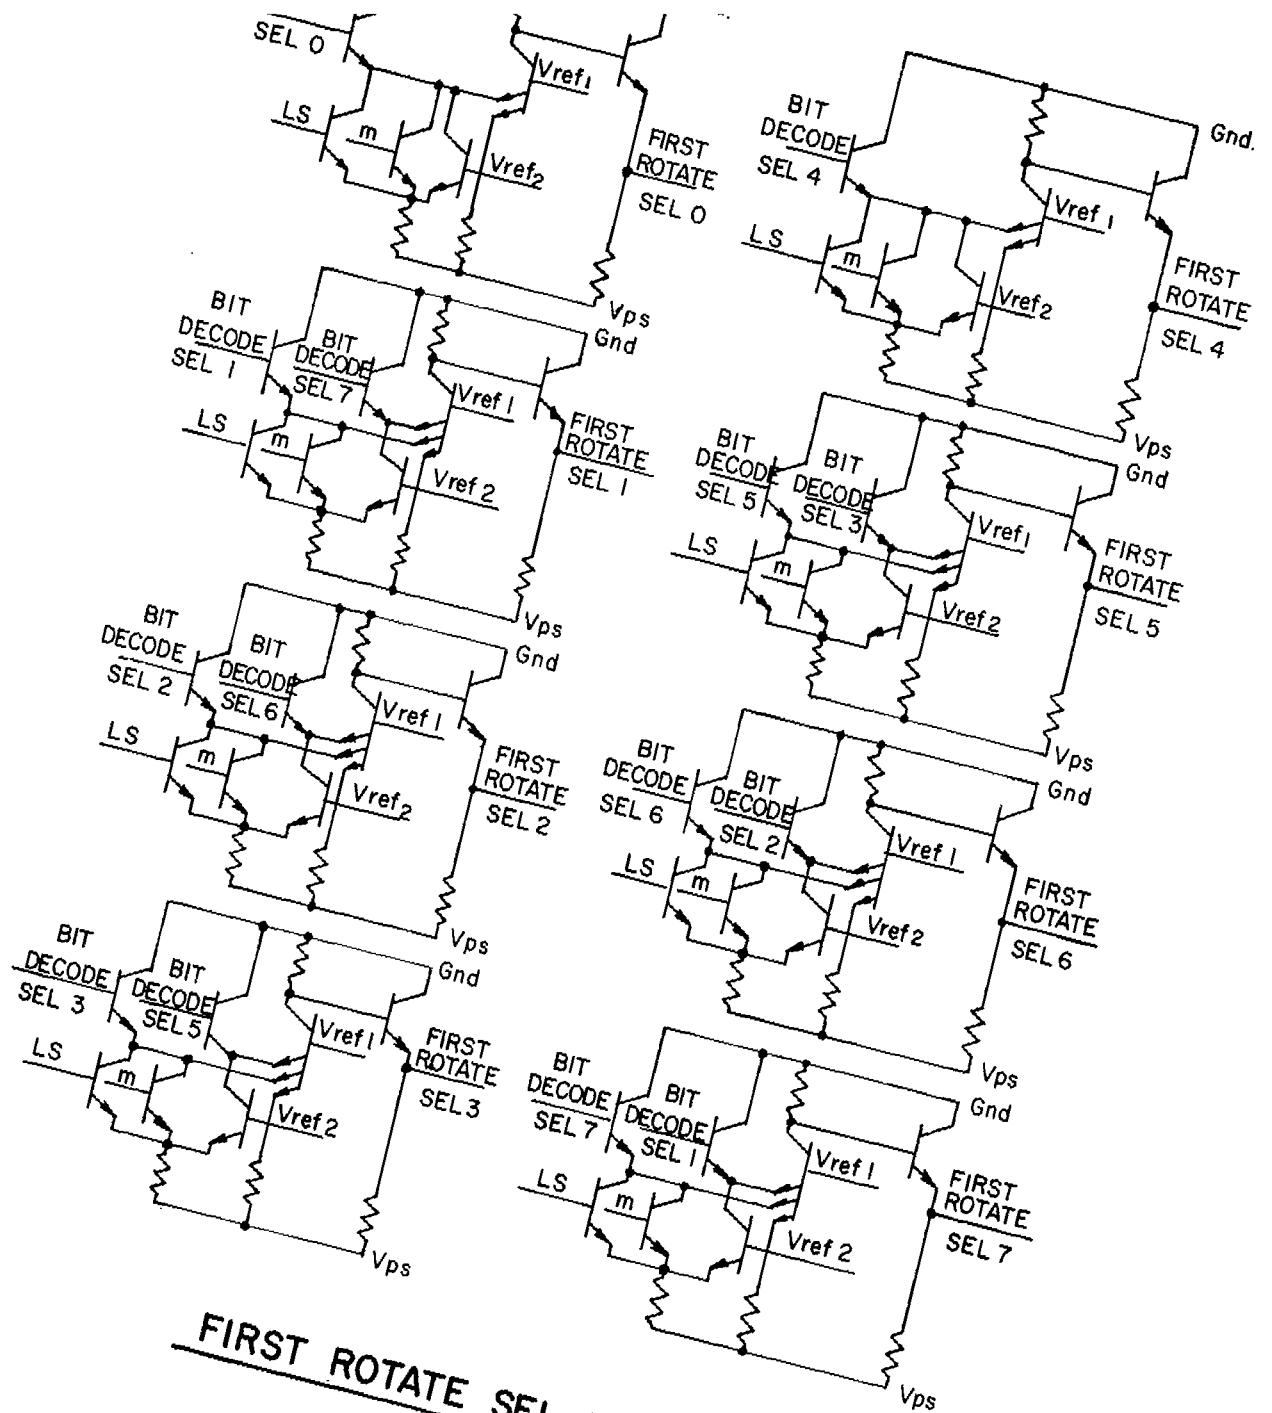 SEL 0
LS
m
Vref1
Vref2
FIRST
ROTATE
SEL 0
Vps
BIT
DECODE
SEL 4
LS
m
Vref 1
Vref2
Gnd.
FIRST
ROTATE
SEL 4
Vps
BIT
DECODE
SEL 1
BIT
DECODE
SEL 7
LS
m
Vref 1
Vref 2
Gnd
FIRST
ROTATE
SEL 1
Vps
BIT
DECODE
SEL 5
BIT
DECODE
SEL 3
LS
m
Vref1
Vref2
Gnd
FIRST
ROTATE
SEL 5
Vps
BIT
DECODE
SEL 2
BIT
DECODE
SEL 6
LS
m
Vref 1
Vref2
Gnd
FIRST
ROTATE
SEL 2
Vps
BIT
DECODE
SEL 6
BIT
DECODE
SEL 2
LS
m
Vref 1
Vref2
Gnd
FIRST
ROTATE
SEL 6
Vps
BIT
DECODE
SEL 3
BIT
DECODE
SEL 5
LS
m
Vref1
Vref 2
Gnd
FIRST
ROTATE
SEL 3
Vps
BIT
DECODE
SEL 7
BIT
DECODE
SEL 1
LS
m
Vref 1
Vref 2
Gnd
FIRST
ROTATE
SEL 7
Vps
FIRST ROTATE SEL